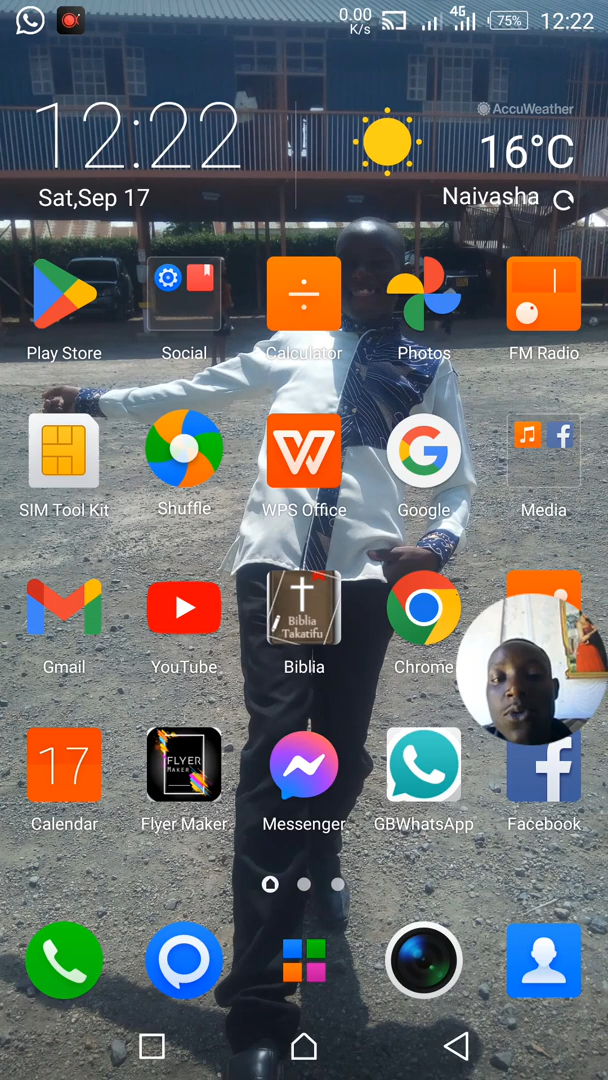 0.00 K/s 4G 75% 12:22
12:22
AccuWeather
16°C
Sat,Sep 17
Naivasha
Play Store
Social
Calculator
Photos
FM Radio
SIM Tool Kit
Shuffle
WPS Office
Google
Media
Biblia
Takatifu
Gmail
YouTube
Biblia
Chrome
17
FLYER
MAKER
Calendar
Flyer Maker
Messenger
GBWhatsApp
Facebook